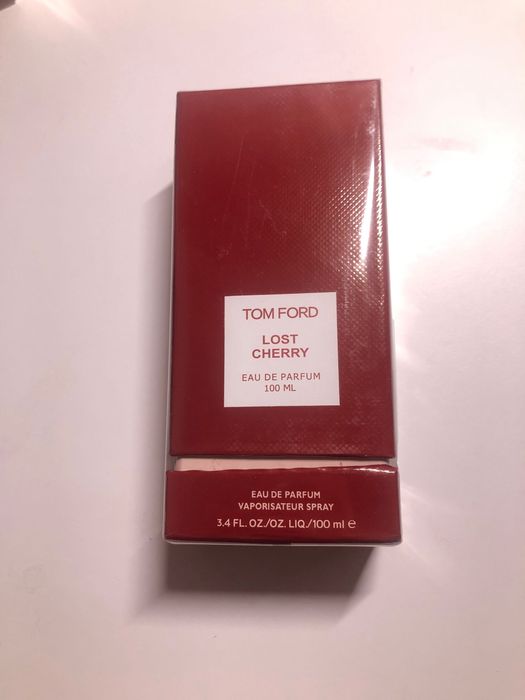 TOM FORD
LOST
CHERRY
EAU DE PARFUM
100 ML
EAU DE PARFUM
VAPORISATEUR SPRAY
3.4 FL. OZ./OZ. LIQ./100 ml ℮